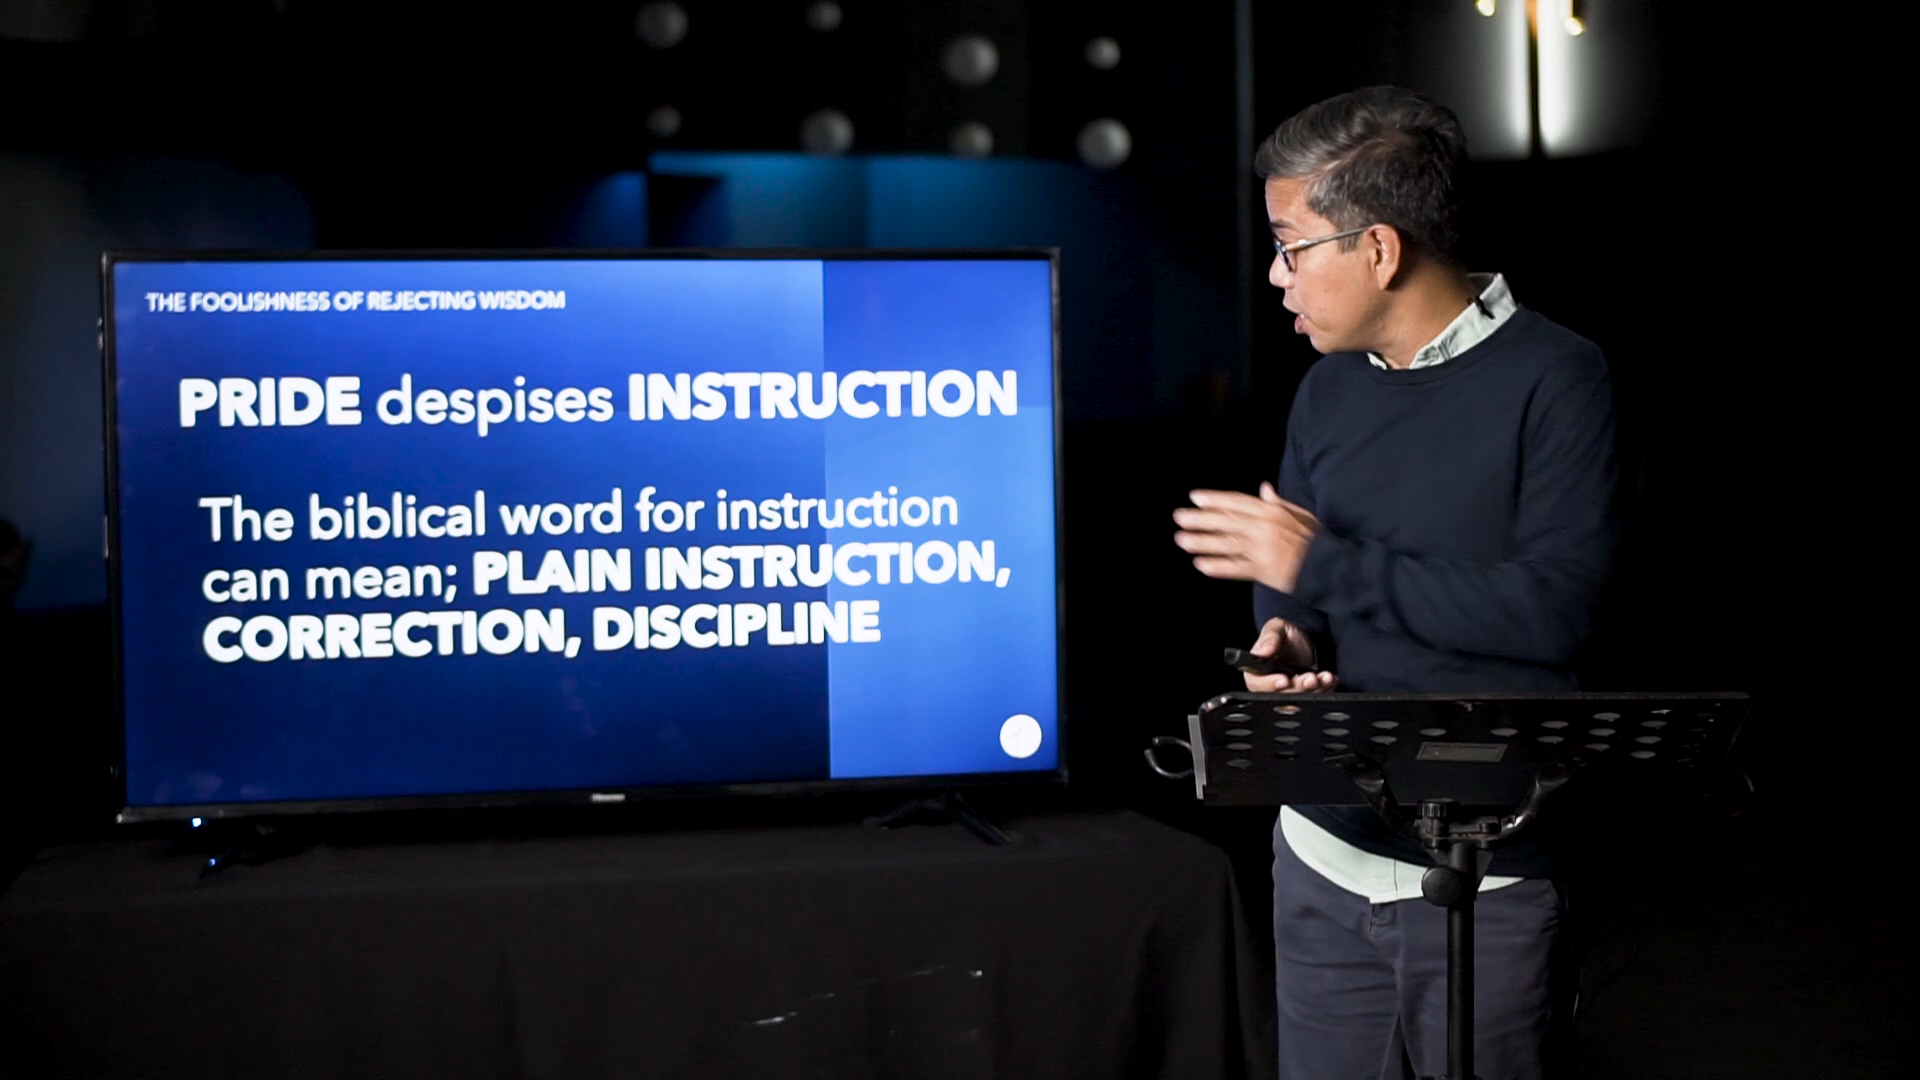 THE FOOLISHNESS OF REJECTING WISDOM
PRIDE despises INSTRUCTION
The biblical word for instruction
can mean; PLAIN INSTRUCTION,
CORRECTION, DISCIPLINE